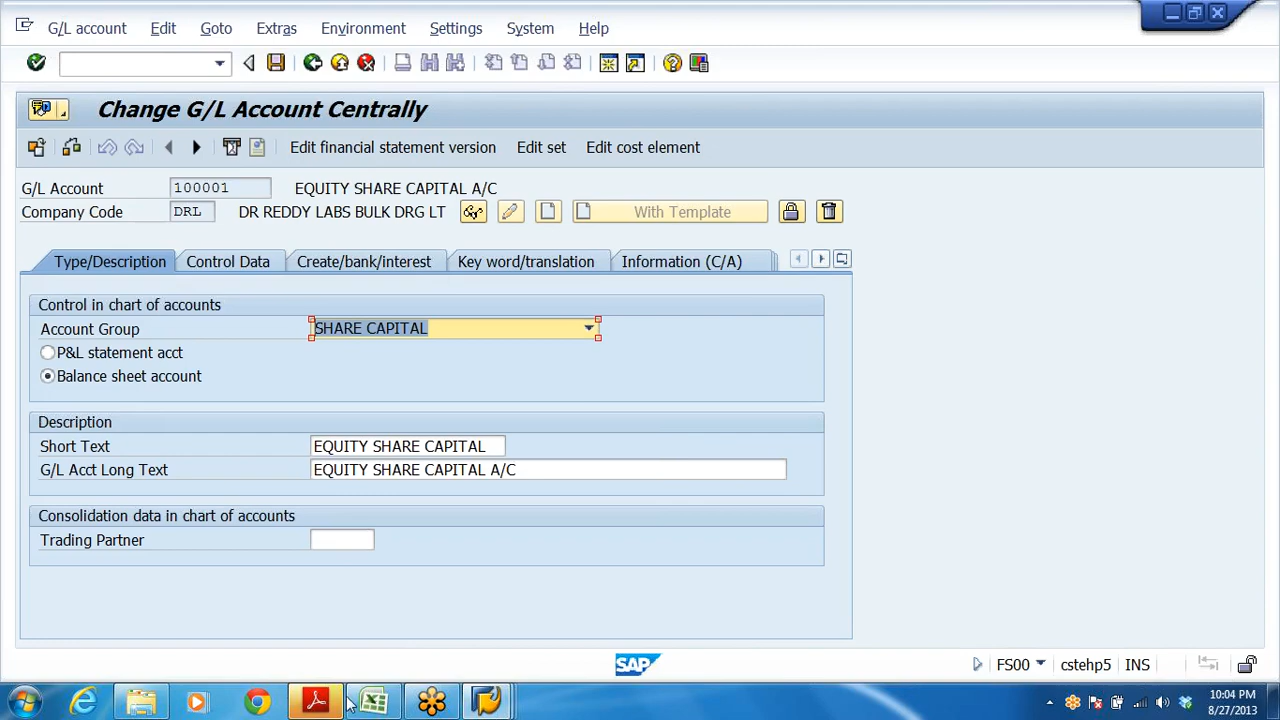 G/L account Edit Goto Extras Environment Settings System Help
Change G/L Account Centrally
Edit financial statement version Edit set Edit cost element
G/L Account 100001 EQUITY SHARE CAPITAL A/C
Company Code DRL DR REDDY LABS BULK DRG LT With Template
Type/Description Control Data Create/bank/interest Key word/translation Information (C/A)
Control in chart of accounts
Account Group SHARE CAPITAL
P&L statement acct
Balance sheet account
Description
Short Text EQUITY SHARE CAPITAL
G/L Acct Long Text EQUITY SHARE CAPITAL A/C
Consolidation data in chart of accounts
Trading Partner
SAP FS00 cstehp5 INS
10:04 PM
8/27/2013